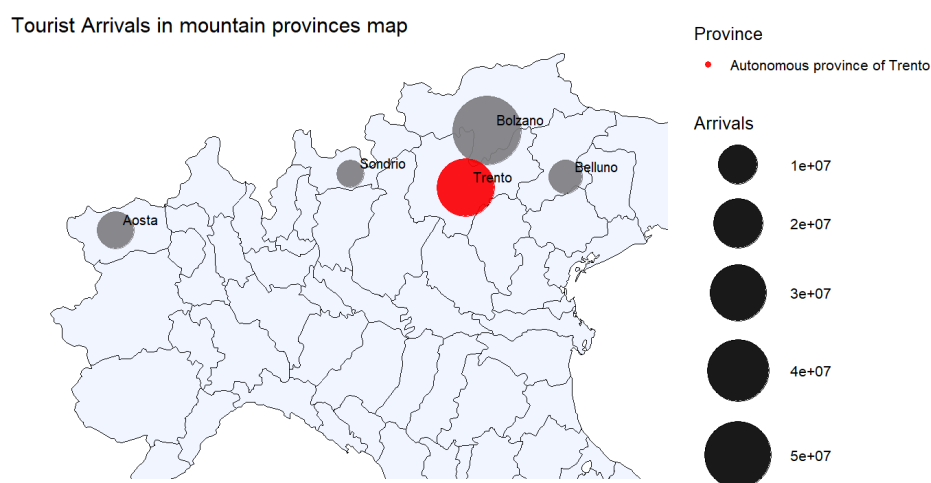 Tourist Arrivals in mountain provinces map
Bolzano
Sondrio
Belluno
Trento
Aosta
Province
Autonomous province of Trento
Arrivals
1e+07
2e+07
3e+07
4e+07
5e+07